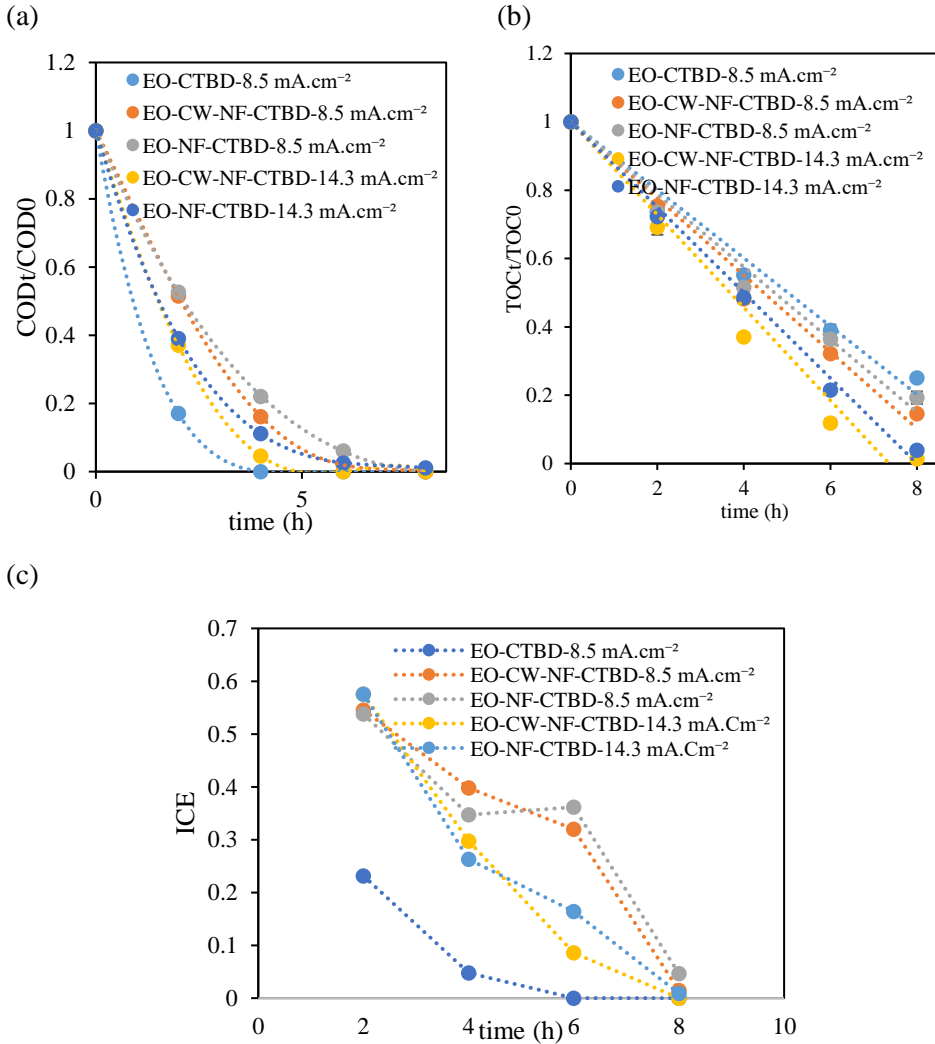 (a)
1.2
1
0.8
0.6
0.4
0.2
0
0
5
CODt/COD0
time (h)
EO-CTBD-8.5 mA.cm⁻²
EO-CW-NF-CTBD-8.5 mA.cm⁻²
EO-NF-CTBD-8.5 mA.cm⁻²
EO-CW-NF-CTBD-14.3 mA.cm⁻²
EO-NF-CTBD-14.3 mA.cm⁻²
(b)
1.2
1
0.8
0.6
0.4
0.2
0
0
2
4
6
8
TOCt/TOC0
time (h)
EO-CTBD-8.5 mA.cm⁻²
EO-CW-NF-CTBD-8.5 mA.cm⁻²
EO-NF-CTBD-8.5 mA.cm⁻²
EO-CW-NF-CTBD-14.3 mA.cm⁻²
EO-NF-CTBD-14.3 mA.cm⁻²
(c)
0.7
0.6
0.5
0.4
0.3
0.2
0.1
0
0
2
4
6
8
10
ICE
time (h)
EO-CTBD-8.5 mA.cm⁻²
EO-CW-NF-CTBD-8.5 mA.cm⁻²
EO-NF-CTBD-8.5 mA.cm⁻²
EO-CW-NF-CTBD-14.3 mA.Cm⁻²
EO-NF-CTBD-14.3 mA.Cm⁻²